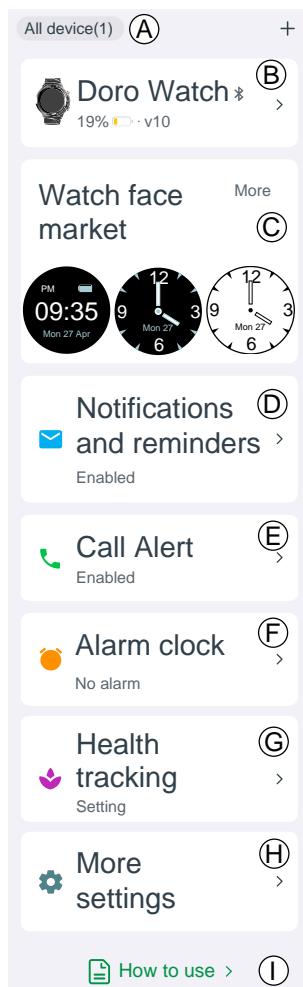 All device(1) A +
B
Doro Watch
19% · v10
Watch face More
market C
PM
09:35
Mon 27 Apr
12
9 3
Mon 27
6
12
9 3
Mon 27
6
Notifications D
and reminders >
Enabled
Call Alert E
Enabled >
Alarm clock F
No alarm >
Health G
tracking >
Setting
More H
settings >
How to use > I